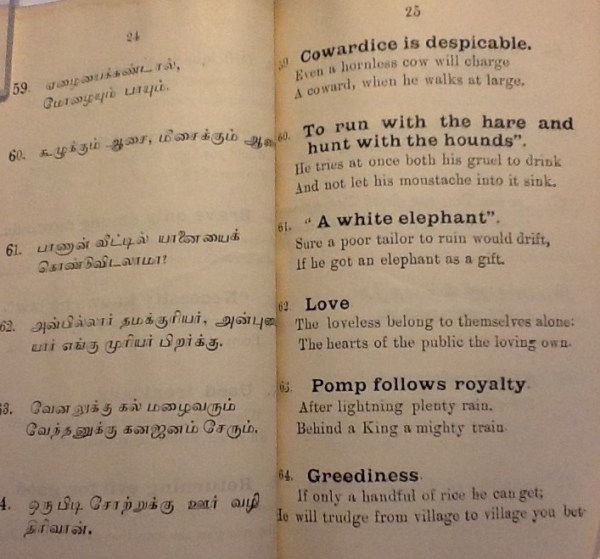 24
59. ஏழையைக்கண்டால்,
மோழையும் பாயும்.
60. கூழுக்கும் ஆசை, மீசைக்கும்
61. பாணன் வீட்டில் யானையைக்
கொண்டுவிடலாமா?
62. அன்பில்லார் தமக்குரியர், அன்புடை
யார் எங்கு முரியர் பிறர்க்கு.
63. வேனலுக்கு கல் மழைவரும்
வேந்தனுக்கு கனஜனம் சேரும்.
4. ஒருபிடி சோற்றுக்கு ஊர் வழி
திரிவான்.
25
59 Cowardice is despicable.
Even a hornless cow will charge
A coward, when he walks at large.
60. To run with the hare and
hunt with the hounds".
He tries at once both his gruel to drink
And not let his moustache into it sink.
61. "A white elephant".
Sure a poor tailor to ruin would drift,
If he got an elephant as a gift.
62 Love
The loveless belong to themselves alone:
The hearts of the public the loving own.
63. Pomp follows royalty.
After lightning plenty rain.
Behind a King a mighty train
64. Greediness.
If only a handful of rice he can get;
He will trudge from village to village you bet